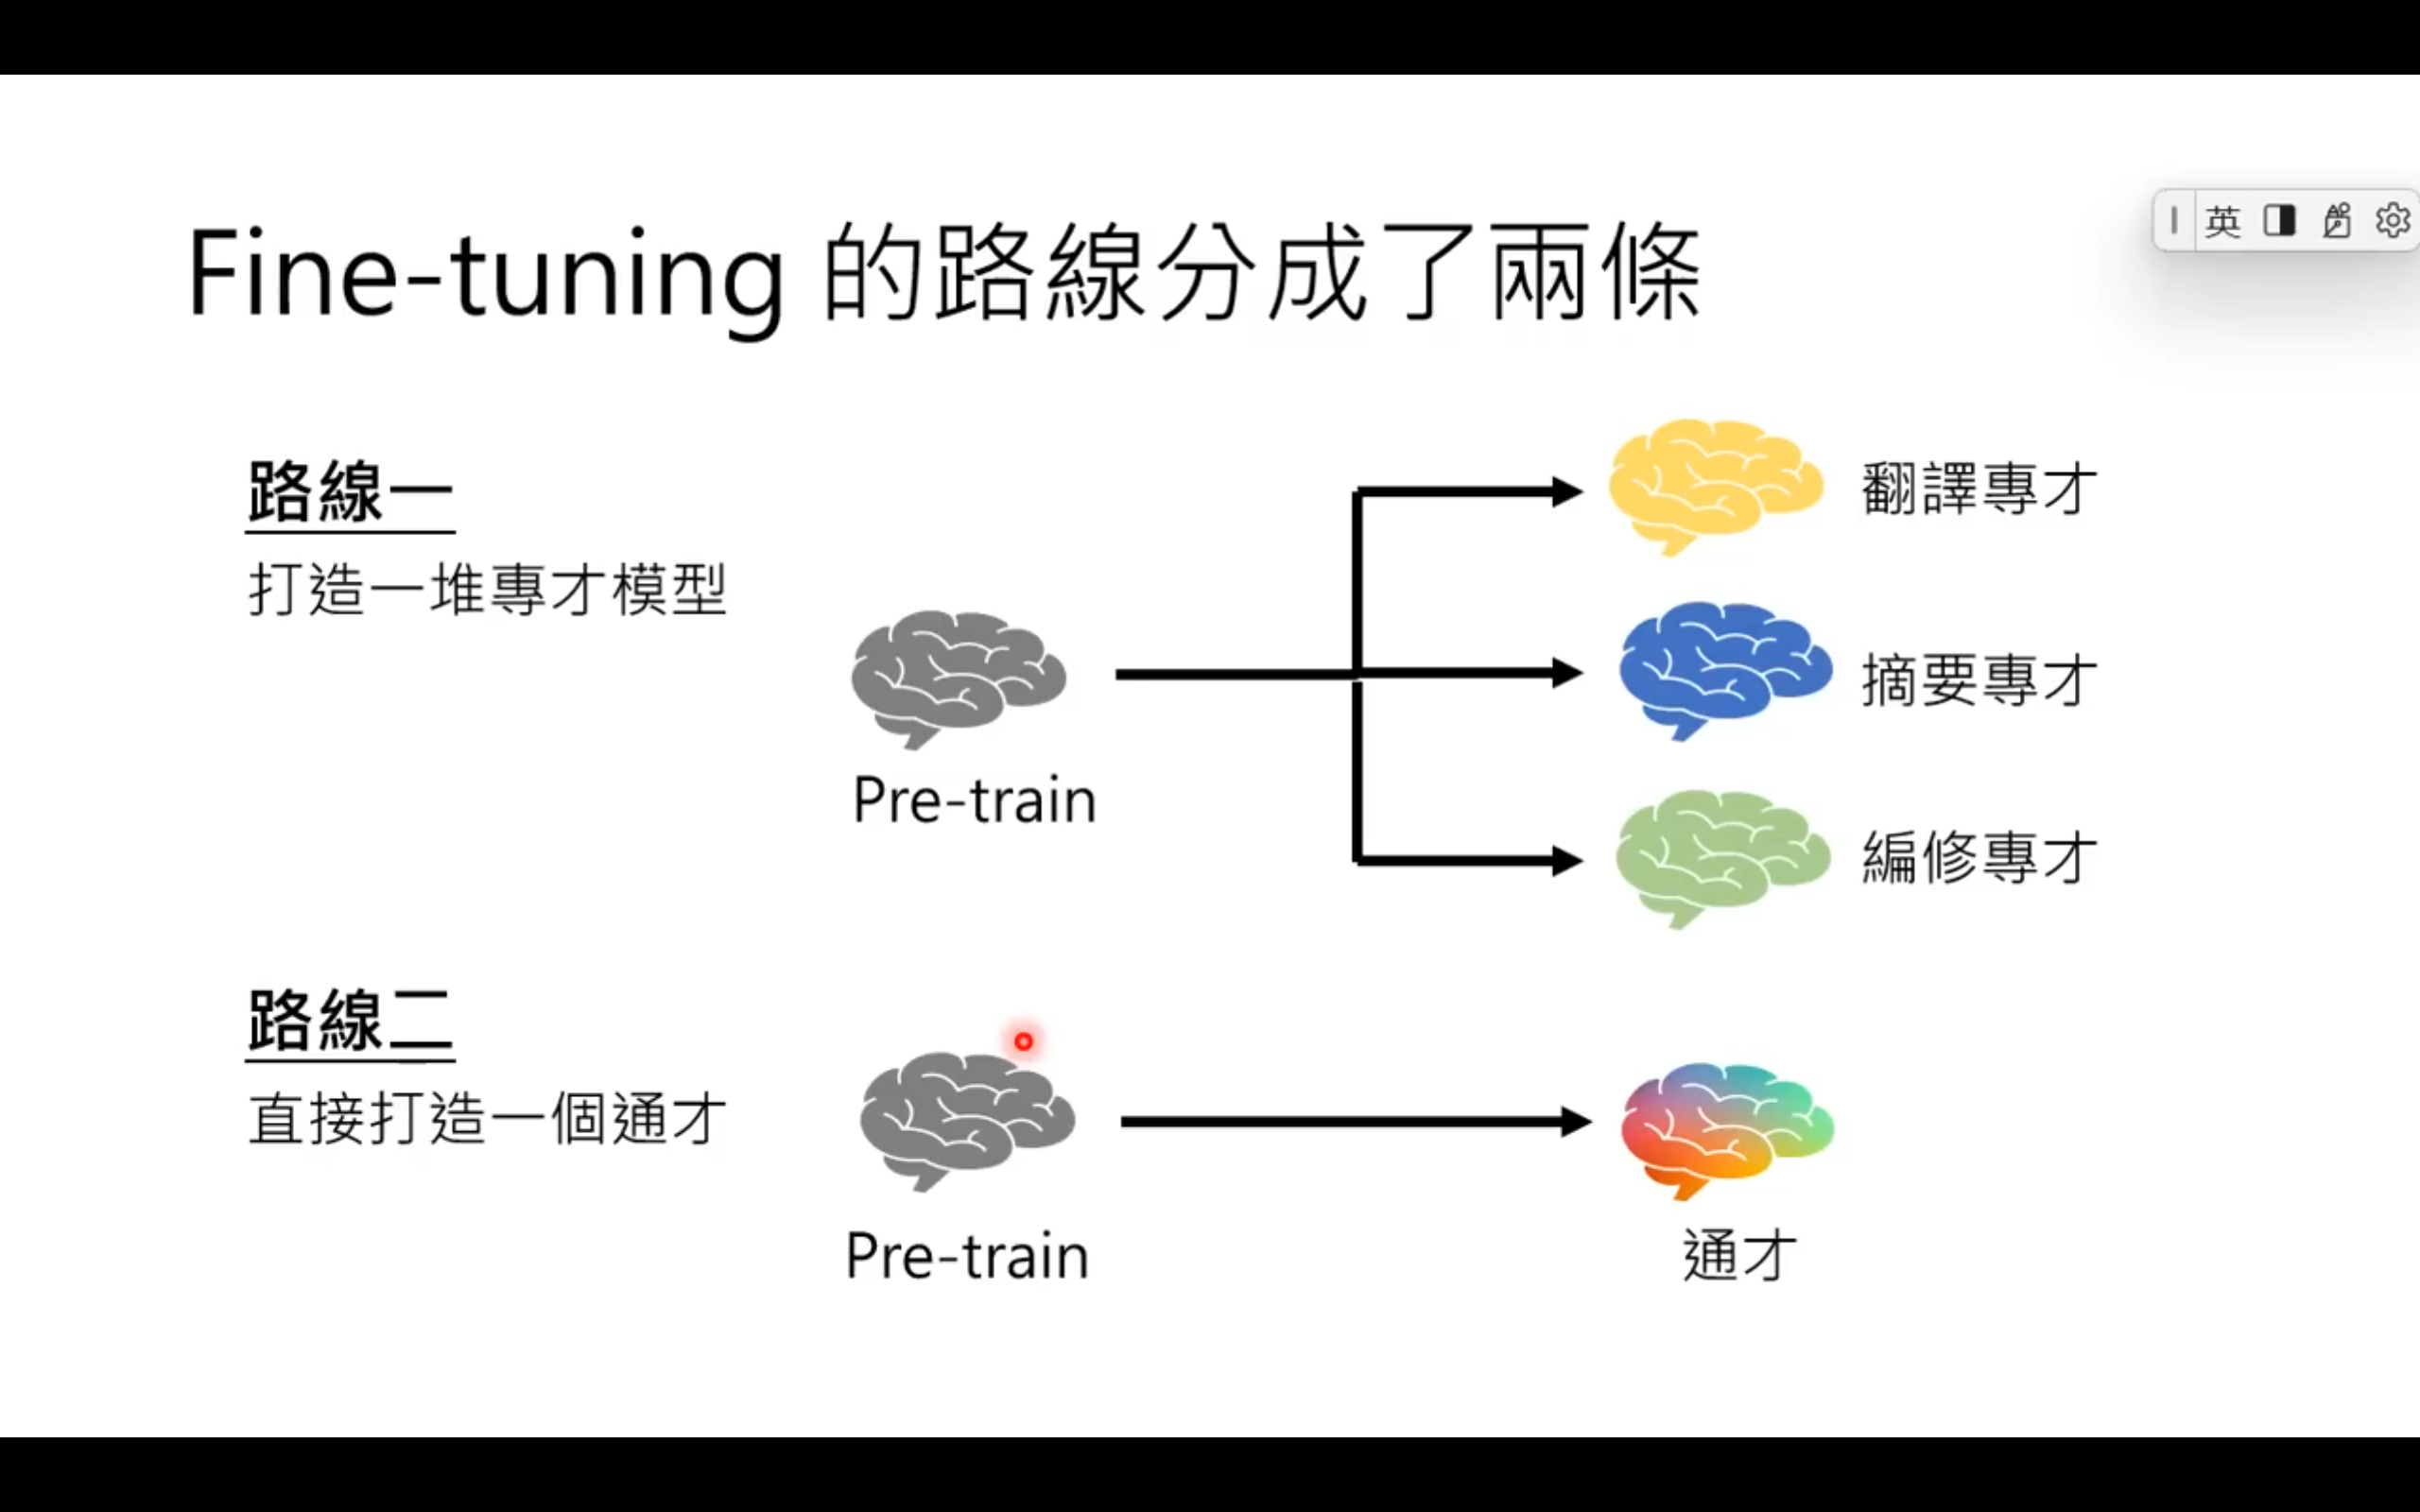 Fine-tuning 的路線分成了兩條
英
路線一
打造一堆專才模型
Pre-train
翻譯專才
摘要專才
編修專才
路線二
直接打造一個通才
Pre-train
通才